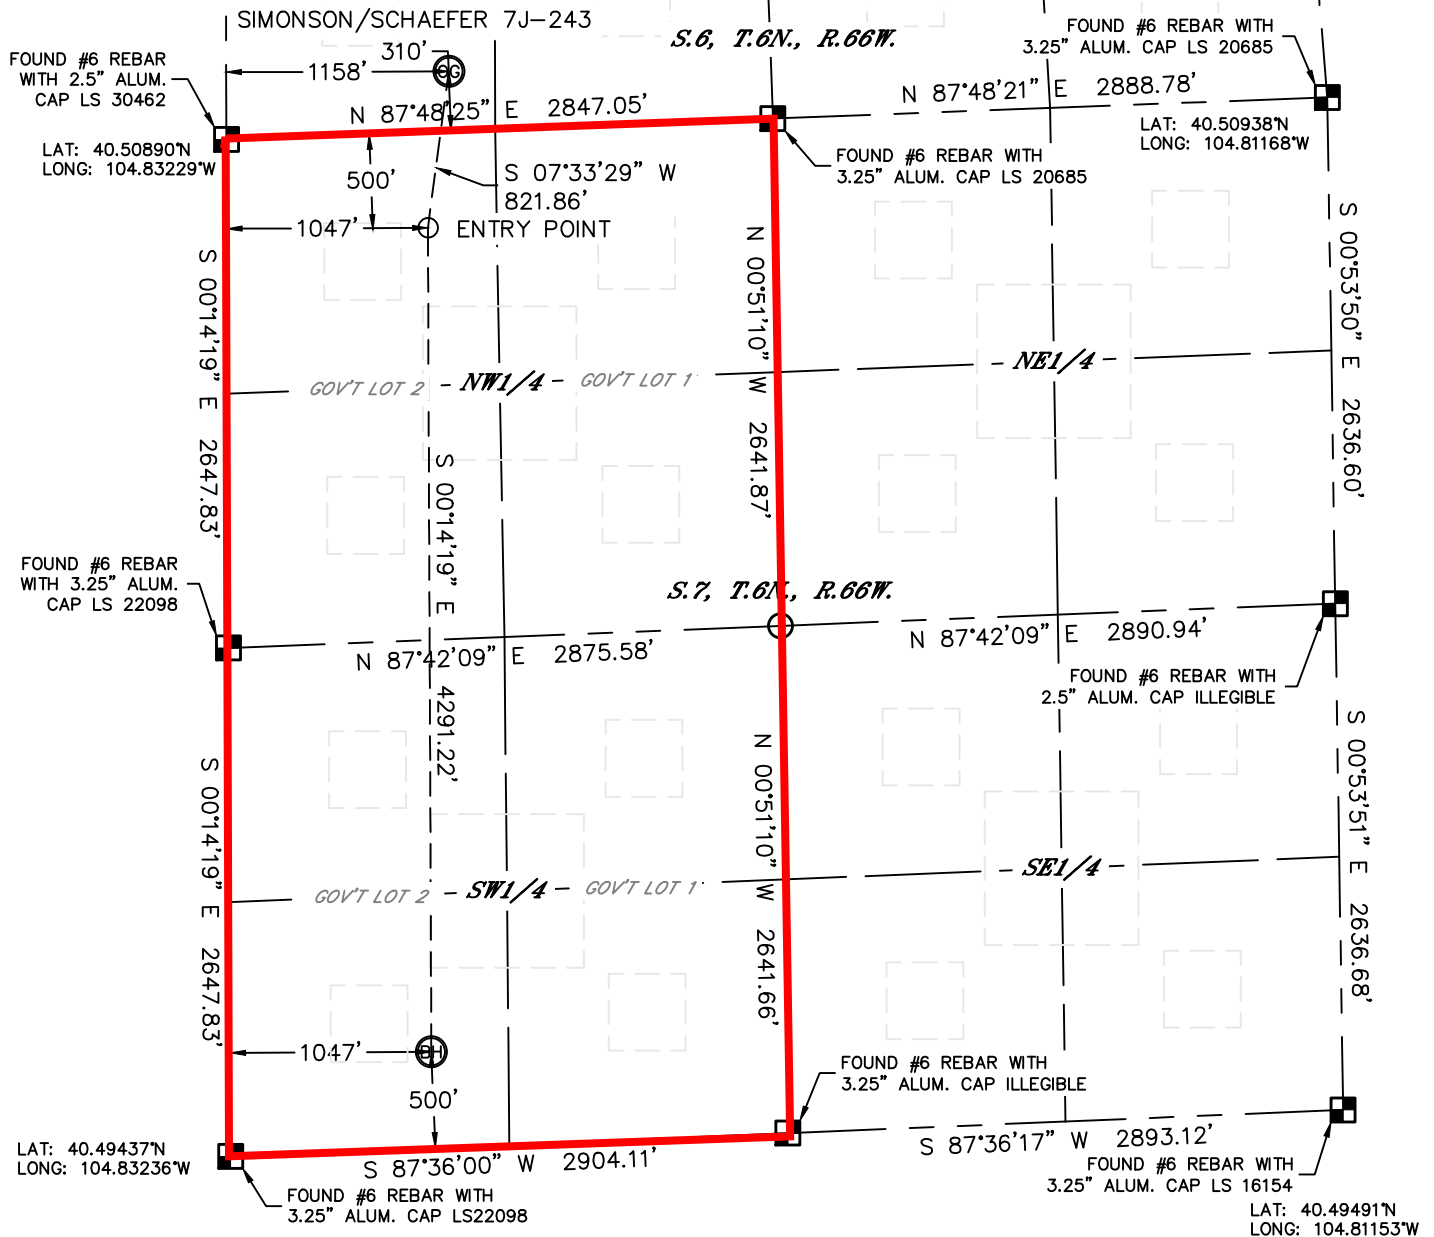 SIMONSON/SCHAEFER 7J-243
S.6, T.6N., R.66W.
FOUND #6 REBAR WITH
3.25" ALUM. CAP LS 20685
FOUND #6 REBAR
WITH 2.5" ALUM.
CAP LS 30462
310'
1158'
OG
N 87°48'25" E 2847.05'
N 87°48'21" E 2888.78'
LAT: 40.50890°N
LONG: 104.83229°W
LAT: 40.50938°N
LONG: 104.81168°W
FOUND #6 REBAR WITH
3.25" ALUM. CAP LS 20685
500'
S 07°33'29" W
821.86'
1047'
ENTRY POINT
S 00°14'19" E 2647.83'
N 00°51'10" W 2641.87'
S 00°53'50" E 2636.60'
GOV'T LOT 2
NW1/4
GOV'T LOT 1
NE1/4
S 00°14'19" E 4291.22'
FOUND #6 REBAR
WITH 3.25" ALUM.
CAP LS 22098
S.7, T.6N., R.66W.
N 87°42'09" E 2875.58'
N 87°42'09" E 2890.94'
FOUND #6 REBAR WITH
2.5" ALUM. CAP ILLEGIBLE
S 00°14'19" E 2647.83'
N 00°51'10" W 2641.66'
S 00°53'51" E 2636.68'
GOV'T LOT 2
SW1/4
GOV'T LOT 1
SE1/4
1047'
BH
500'
FOUND #6 REBAR WITH
3.25" ALUM. CAP ILLEGIBLE
LAT: 40.49437°N
LONG: 104.83236°W
S 87°36'00" W 2904.11'
S 87°36'17" W 2893.12'
FOUND #6 REBAR WITH
3.25" ALUM. CAP LS 16154
FOUND #6 REBAR WITH
3.25" ALUM. CAP LS22098
LAT: 40.49491°N
LONG: 104.81153°W